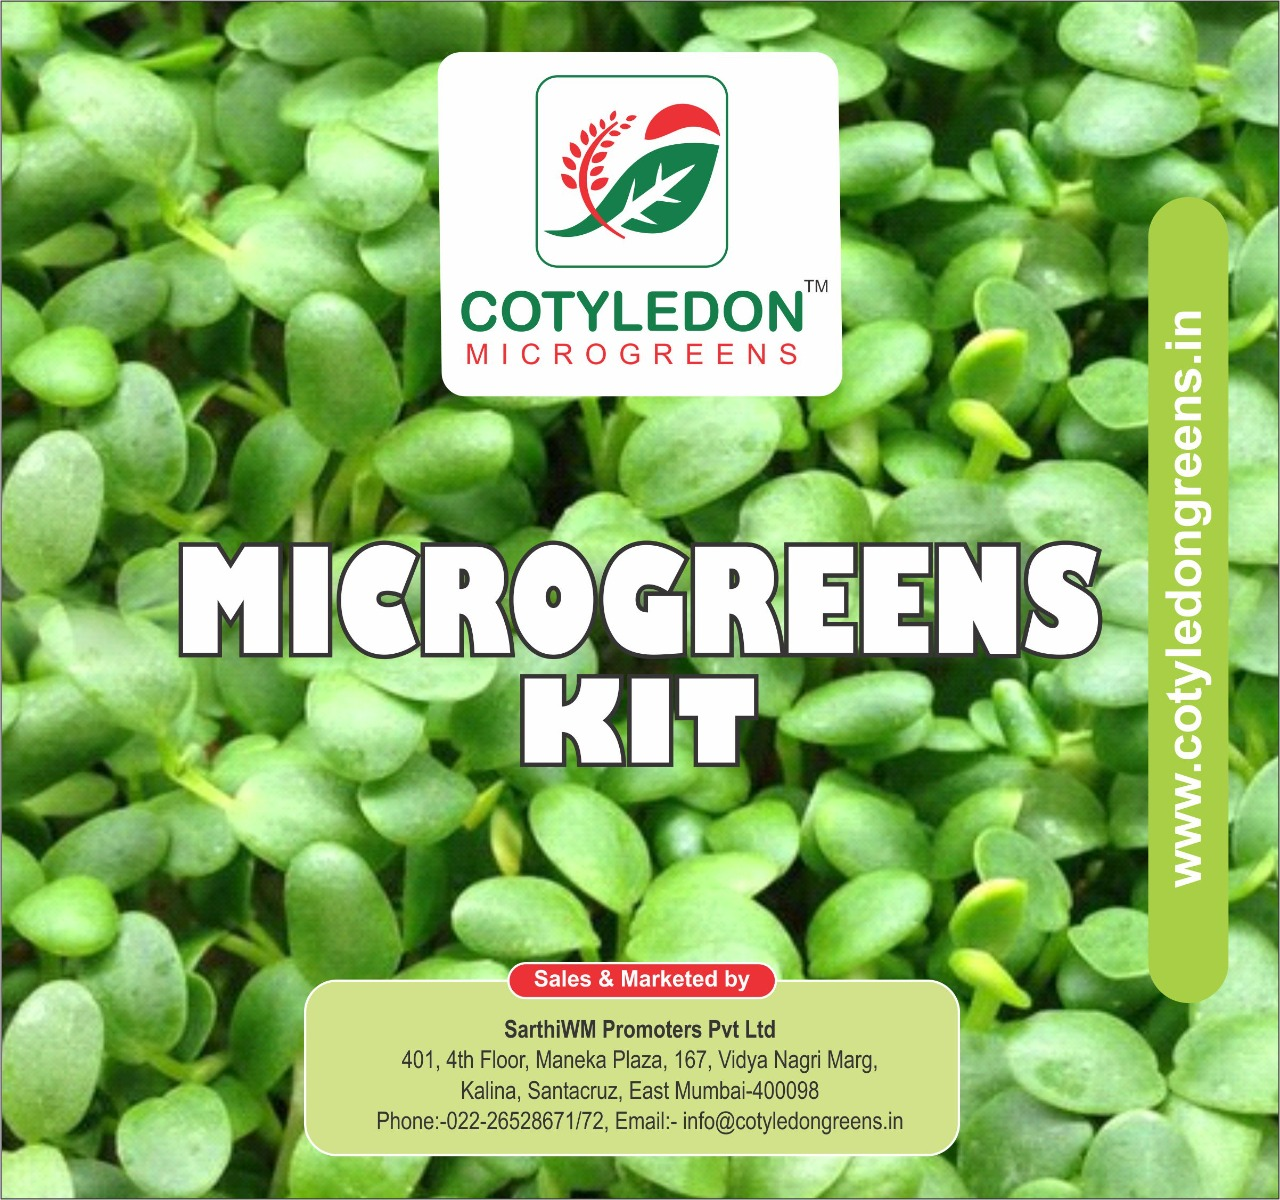 COTYLEDON™
MICROGREENS
MICROGREENS
KIT
www.cotyledongreens.in
Sales & Marketed by
SarthiWM Promoters Pvt Ltd
401, 4th Floor, Maneka Plaza, 167, Vidya Nagri Marg,
Kalina, Santacruz, East Mumbai-400098
Phone:-022-26528671/72, Email:- info@cotyledongreens.in